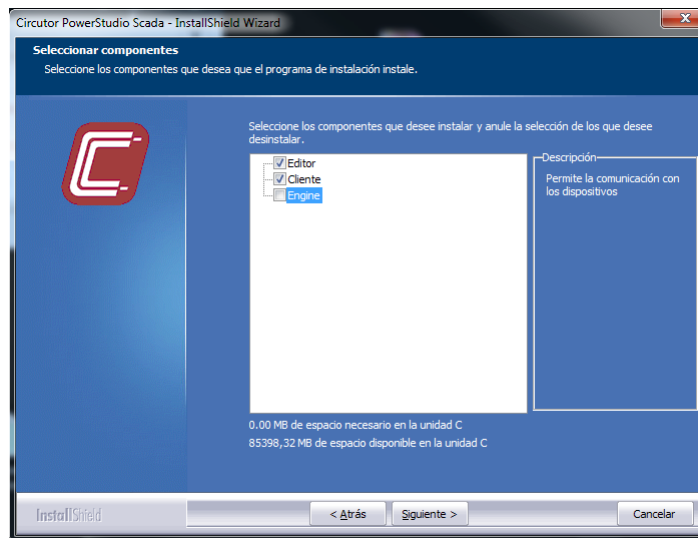 Circutor PowerStudio Scada - InstallShield Wizard
Seleccionar componentes
Seleccione los componentes que desea que el programa de instalación instale.
Seleccione los componentes que desee instalar y anule la selección de los que desee
desinstalar.
Editor
Cliente
Engine
Descripción
Permite la comunicación con
los dispositivos
0.00 MB de espacio necesario en la unidad C
85398,32 MB de espacio disponible en la unidad C
InstallShield
< Atrás
Siguiente >
Cancelar